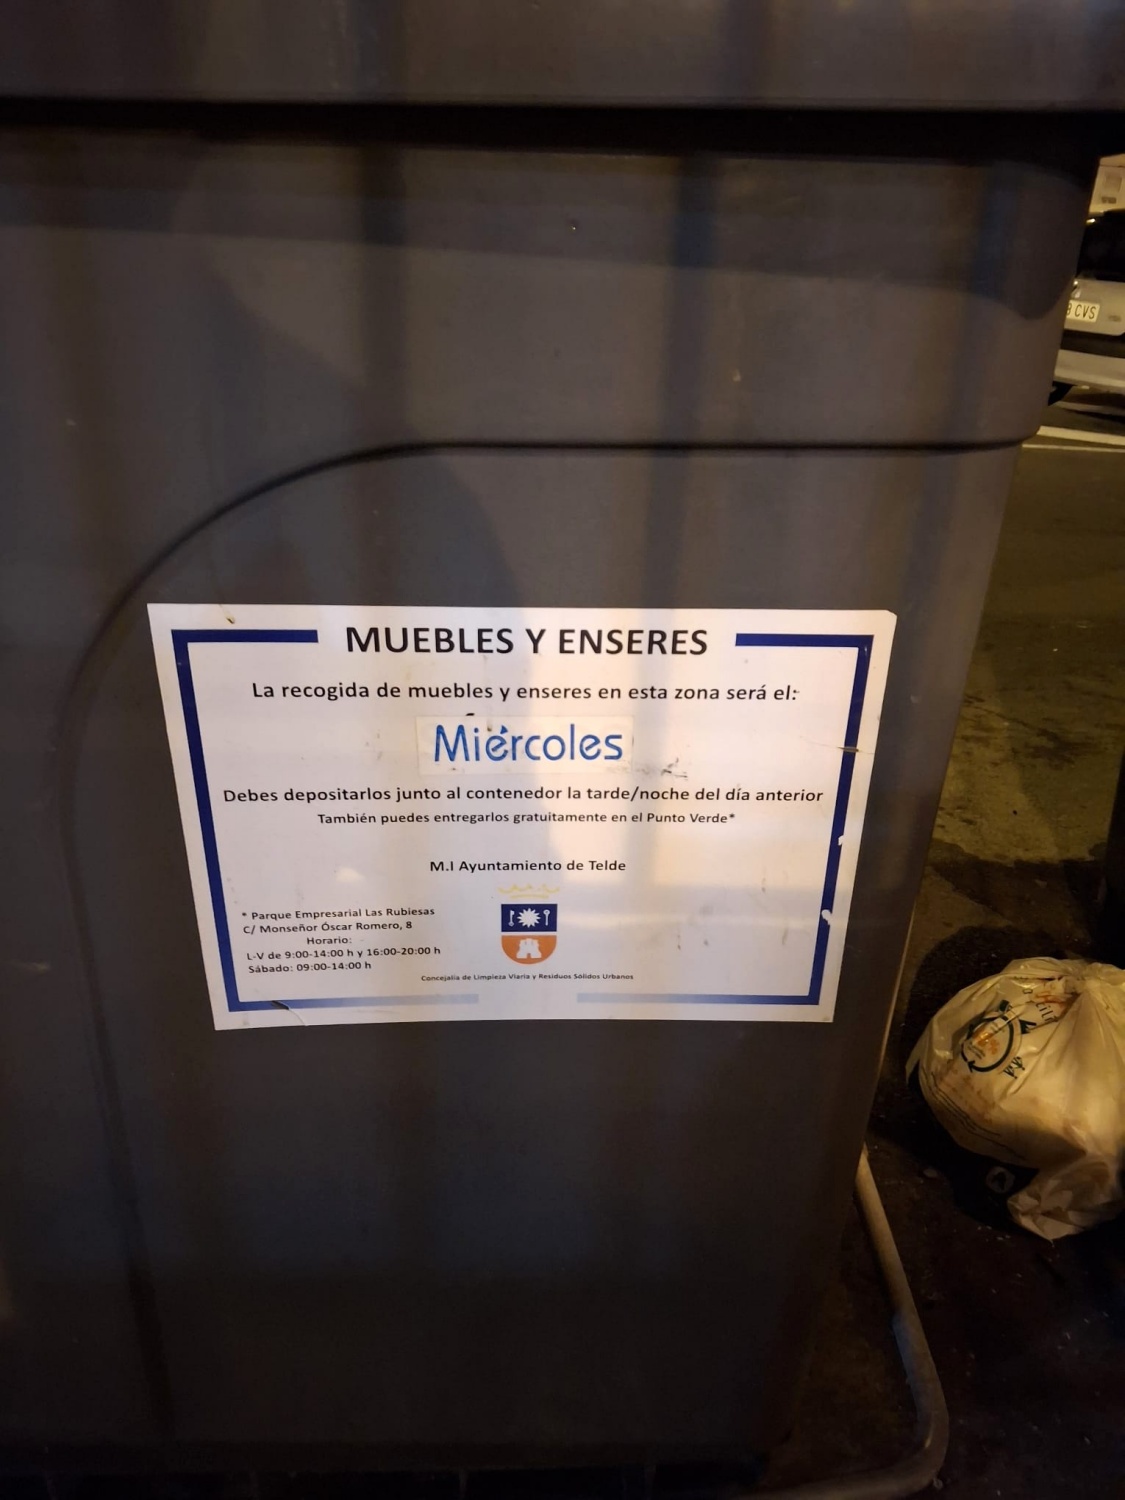 MUEBLES Y ENSERES
La recogida de muebles y enseres en esta zona será el:
Miércoles
Debes depositarlos junto al contenedor la tarde/noche del día anterior
También puedes entregarlos gratuitamente en el Punto Verde*
M.I Ayuntamiento de Telde
* Parque Empresarial Las Rubiesas
C/ Monseñor Óscar Romero, 8
Horario:
L-V de 9:00-14:00 h y 16:00-20:00 h
Sábado: 09:00-14:00 h
Concejalía de Limpieza Viaria y Residuos Sólidos Urbanos
CVS